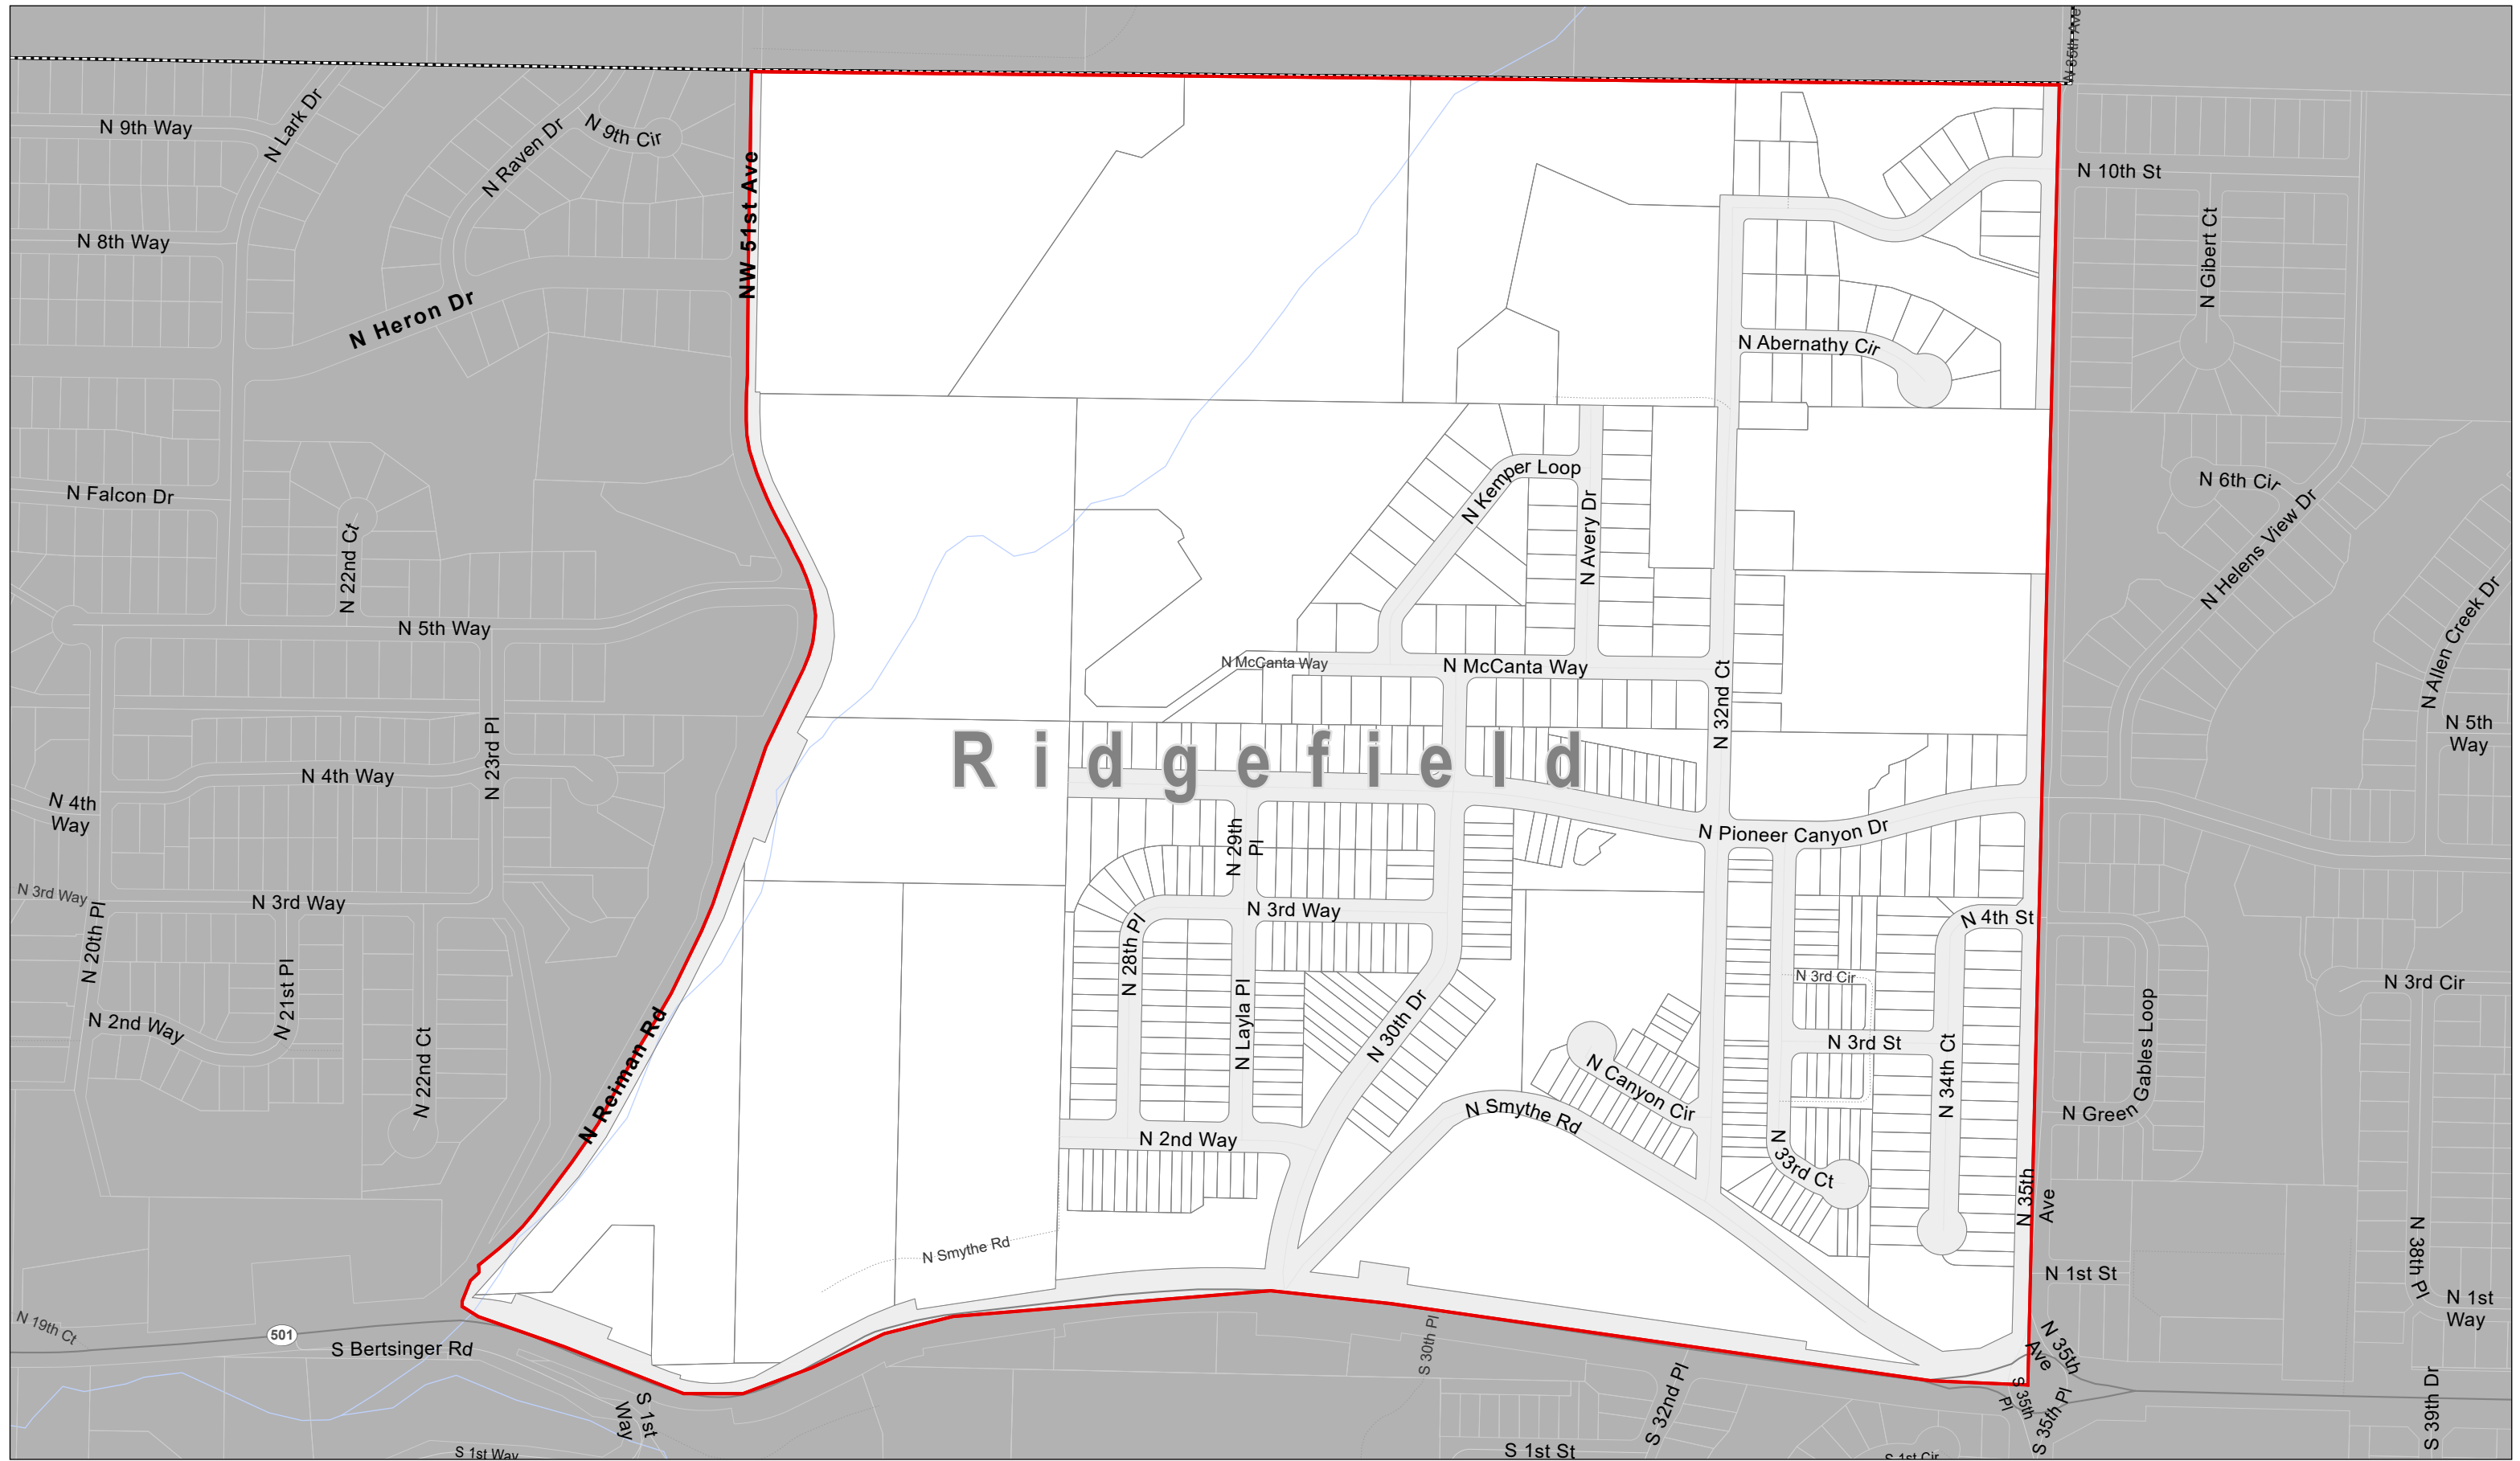 N 85th Ave
N 9th Way
N Lark Dr
N Raven Dr
N 9th Cir
N 10th St
NW 51st Ave
N 8th Way
N Gibert Ct
N Heron Dr
N Abernathy Cir
N Falcon Dr
N 22nd Ct
N Kemper Loop
N Avery Dr
N 6th Cir
N Helens View Dr
N 5th Way
N Allen Creek Dr
N McCanta Way
N McCanta Way
N 32nd Ct
N 5th
Way
N 23rd Pl
N 4th Way
N 4th
Way
Ridgefield
N Pioneer Canyon Dr
N 29th
Pl
N 3rd Way
N 3rd Way
N 20th Pl
N 3rd Way
N 28th Pl
N 4th St
N 21st Pl
N 2nd Way
N 22nd Ct
N Layla Pl
N 30th Dr
N 3rd Cir
N 3rd St
N 34th Ct
N 3rd Cir
N Reiman Rd
N Canyon Cir
N Smythe Rd
N Green Gables Loop
N 2nd Way
N
33rd Ct
N 35th
Ave
N Smythe Rd
N 1st St
N 38th Pl
N 1st
Way
N 19th Ct
501
S Bertsinger Rd
S 30th Pl
S 32nd Pl
N 35th
Ave
S 35th
Pl
S 35th Pl
S 39th Dr
S 1st
Way
S 1st Way
S 1st St
S 1st Cir